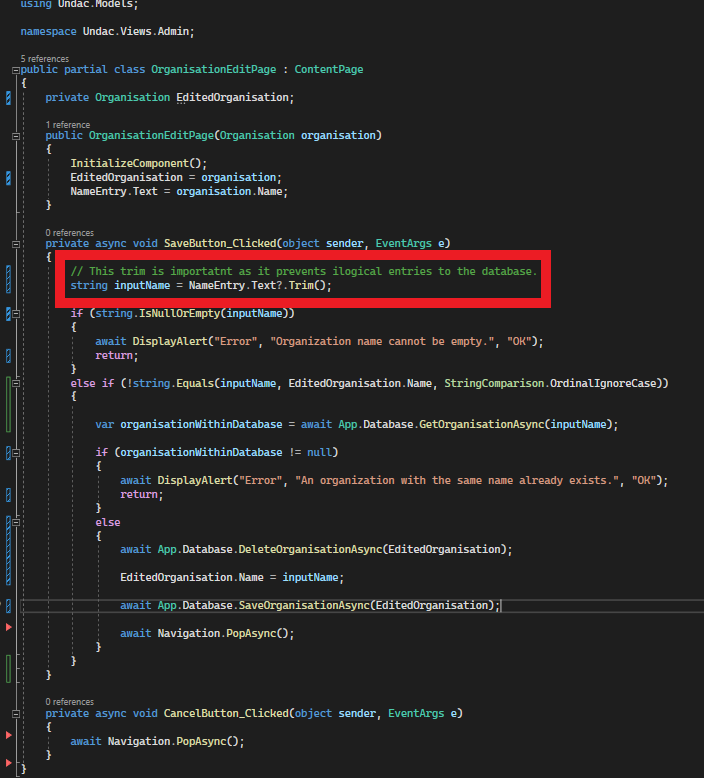 using Undac.Models;
namespace Undac.Views.Admin;
5 references
public partial class OrganisationEditPage : ContentPage
{
private Organisation EditedOrganisation;
1 reference
public OrganisationEditPage(Organisation organisation)
{
InitializeComponent();
EditedOrganisation = organisation;
NameEntry.Text = organisation.Name;
}
0 references
private async void SaveButton_Clicked(object sender, EventArgs e)
{
// This trim is importatnt as it prevents ilogical entries to the database.
string inputName = NameEntry.Text?.Trim();
if (string.IsNullOrEmpty(inputName))
{
await DisplayAlert("Error", "Organization name cannot be empty.", "OK");
return;
}
else if (!string.Equals(inputName, EditedOrganisation.Name, StringComparison.OrdinalIgnoreCase))
{
var organisationWithinDatabase = await App.Database.GetOrganisationAsync(inputName);
if (organisationWithinDatabase != null)
{
await DisplayAlert("Error", "An organization with the same name already exists.", "OK");
return;
}
else
{
await App.Database.DeleteOrganisationAsync(EditedOrganisation);
EditedOrganisation.Name = inputName;
await App.Database.SaveOrganisationAsync(EditedOrganisation);
await Navigation.PopAsync();
}
}
}
0 references
private async void CancelButton_Clicked(object sender, EventArgs e)
{
await Navigation.PopAsync();
}
}